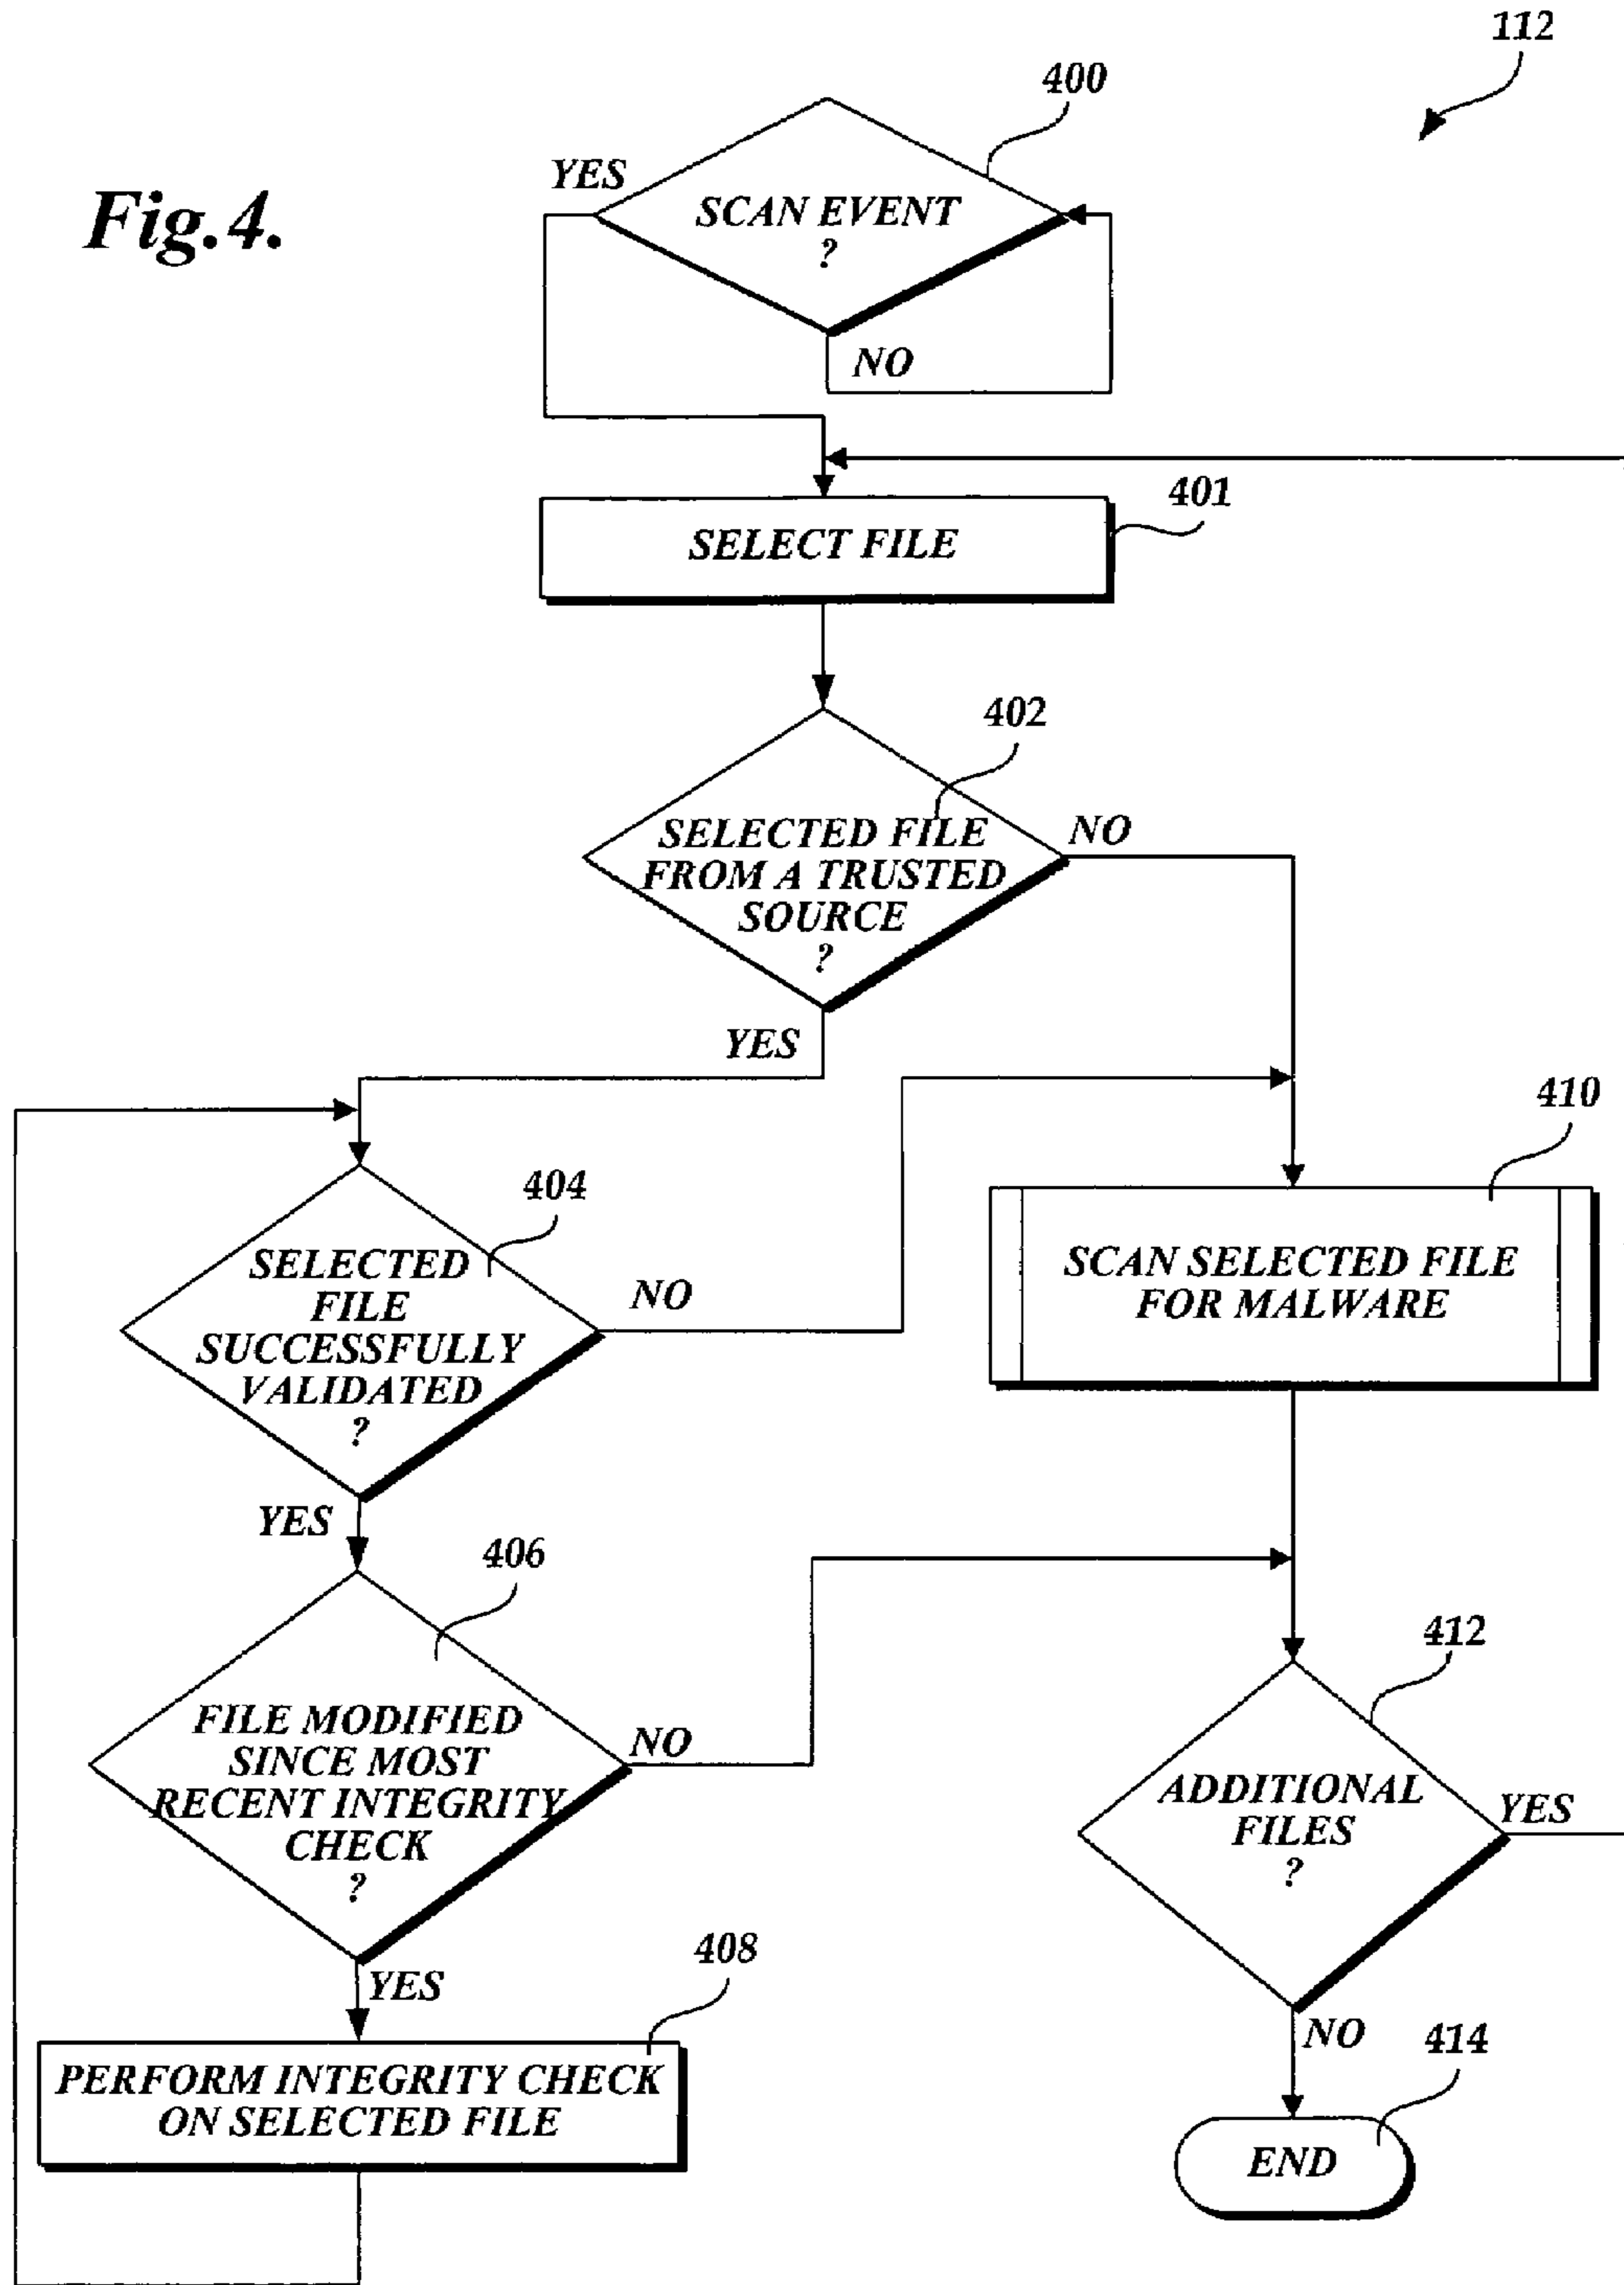 112
400
Fig.4.
YES
SCAN EVENT
?
NO
401
SELECT FILE
402
SELECTED FILE
FROM A TRUSTED
SOURCE
?
NO
YES
410
404
SELECTED
FILE
SUCCESSFULLY
VALIDATED
?
NO
SCAN SELECTED FILE
FOR MALWARE
YES
406
412
FILE MODIFIED
SINCE MOST
RECENT INTEGRITY
CHECK
?
NO
ADDITIONAL
FILES
?
YES
YES
408
PERFORM INTEGRITY CHECK
ON SELECTED FILE
NO
414
END